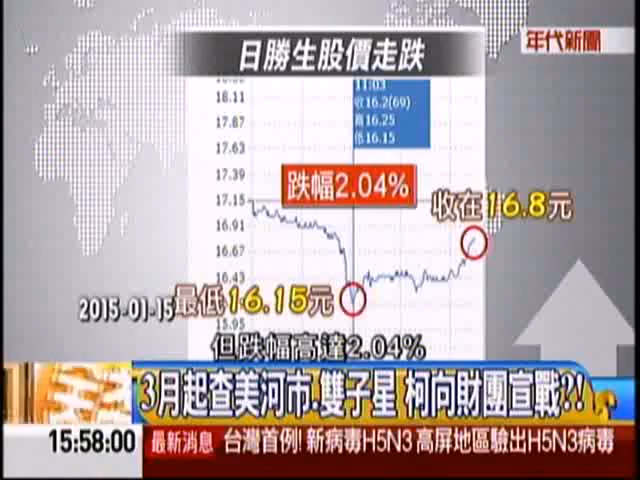 日勝生股價走跌
年代新聞
18.11
17.87
17.63
17.39
17.15
16.91
16.67
16.43
15.95
11:03
收16.2(69)
高16.25
低16.15
跌幅2.04%
收在16.8元
2015-01-15
最低16.15元
但跌幅高達2.04%
3月起查美河市.雙子星 柯向財團宣戰?!
15:58:00
最新消息
台灣首例! 新病毒H5N3 高屏地區驗出H5N3病毒